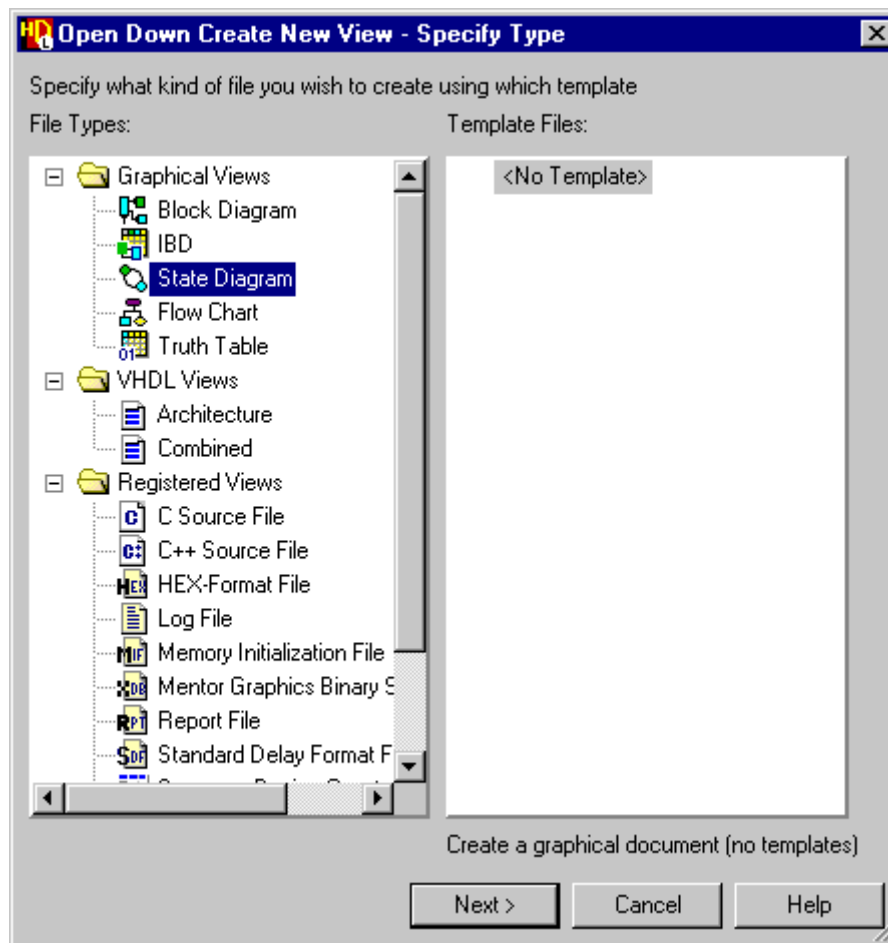 Open Down Create New View - Specify Type
Specify what kind of file you wish to create using which template
File Types:
Template Files:
Graphical Views
Block Diagram
IBD
State Diagram
Flow Chart
Truth Table
VHDL Views
Architecture
Combined
Registered Views
C Source File
C++ Source File
HEX-Format File
Log File
Memory Initialization File
Mentor Graphics Binary S
Report File
Standard Delay Format F
<No Template>
Create a graphical document (no templates)
Next >
Cancel
Help